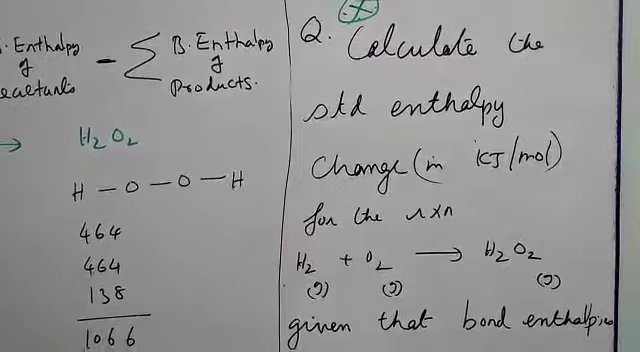 . Enthalpy of Reactants - Σ B. Enthalpy of Products.
→ H₂O₂
H - O - O - H
464
464
138
1066
Q. Calculate the
std enthalpy
Change (in KJ/mol)
for the rxn
H₂(g) + O₂(g) → H₂O₂(g)
given that bond enthalpies